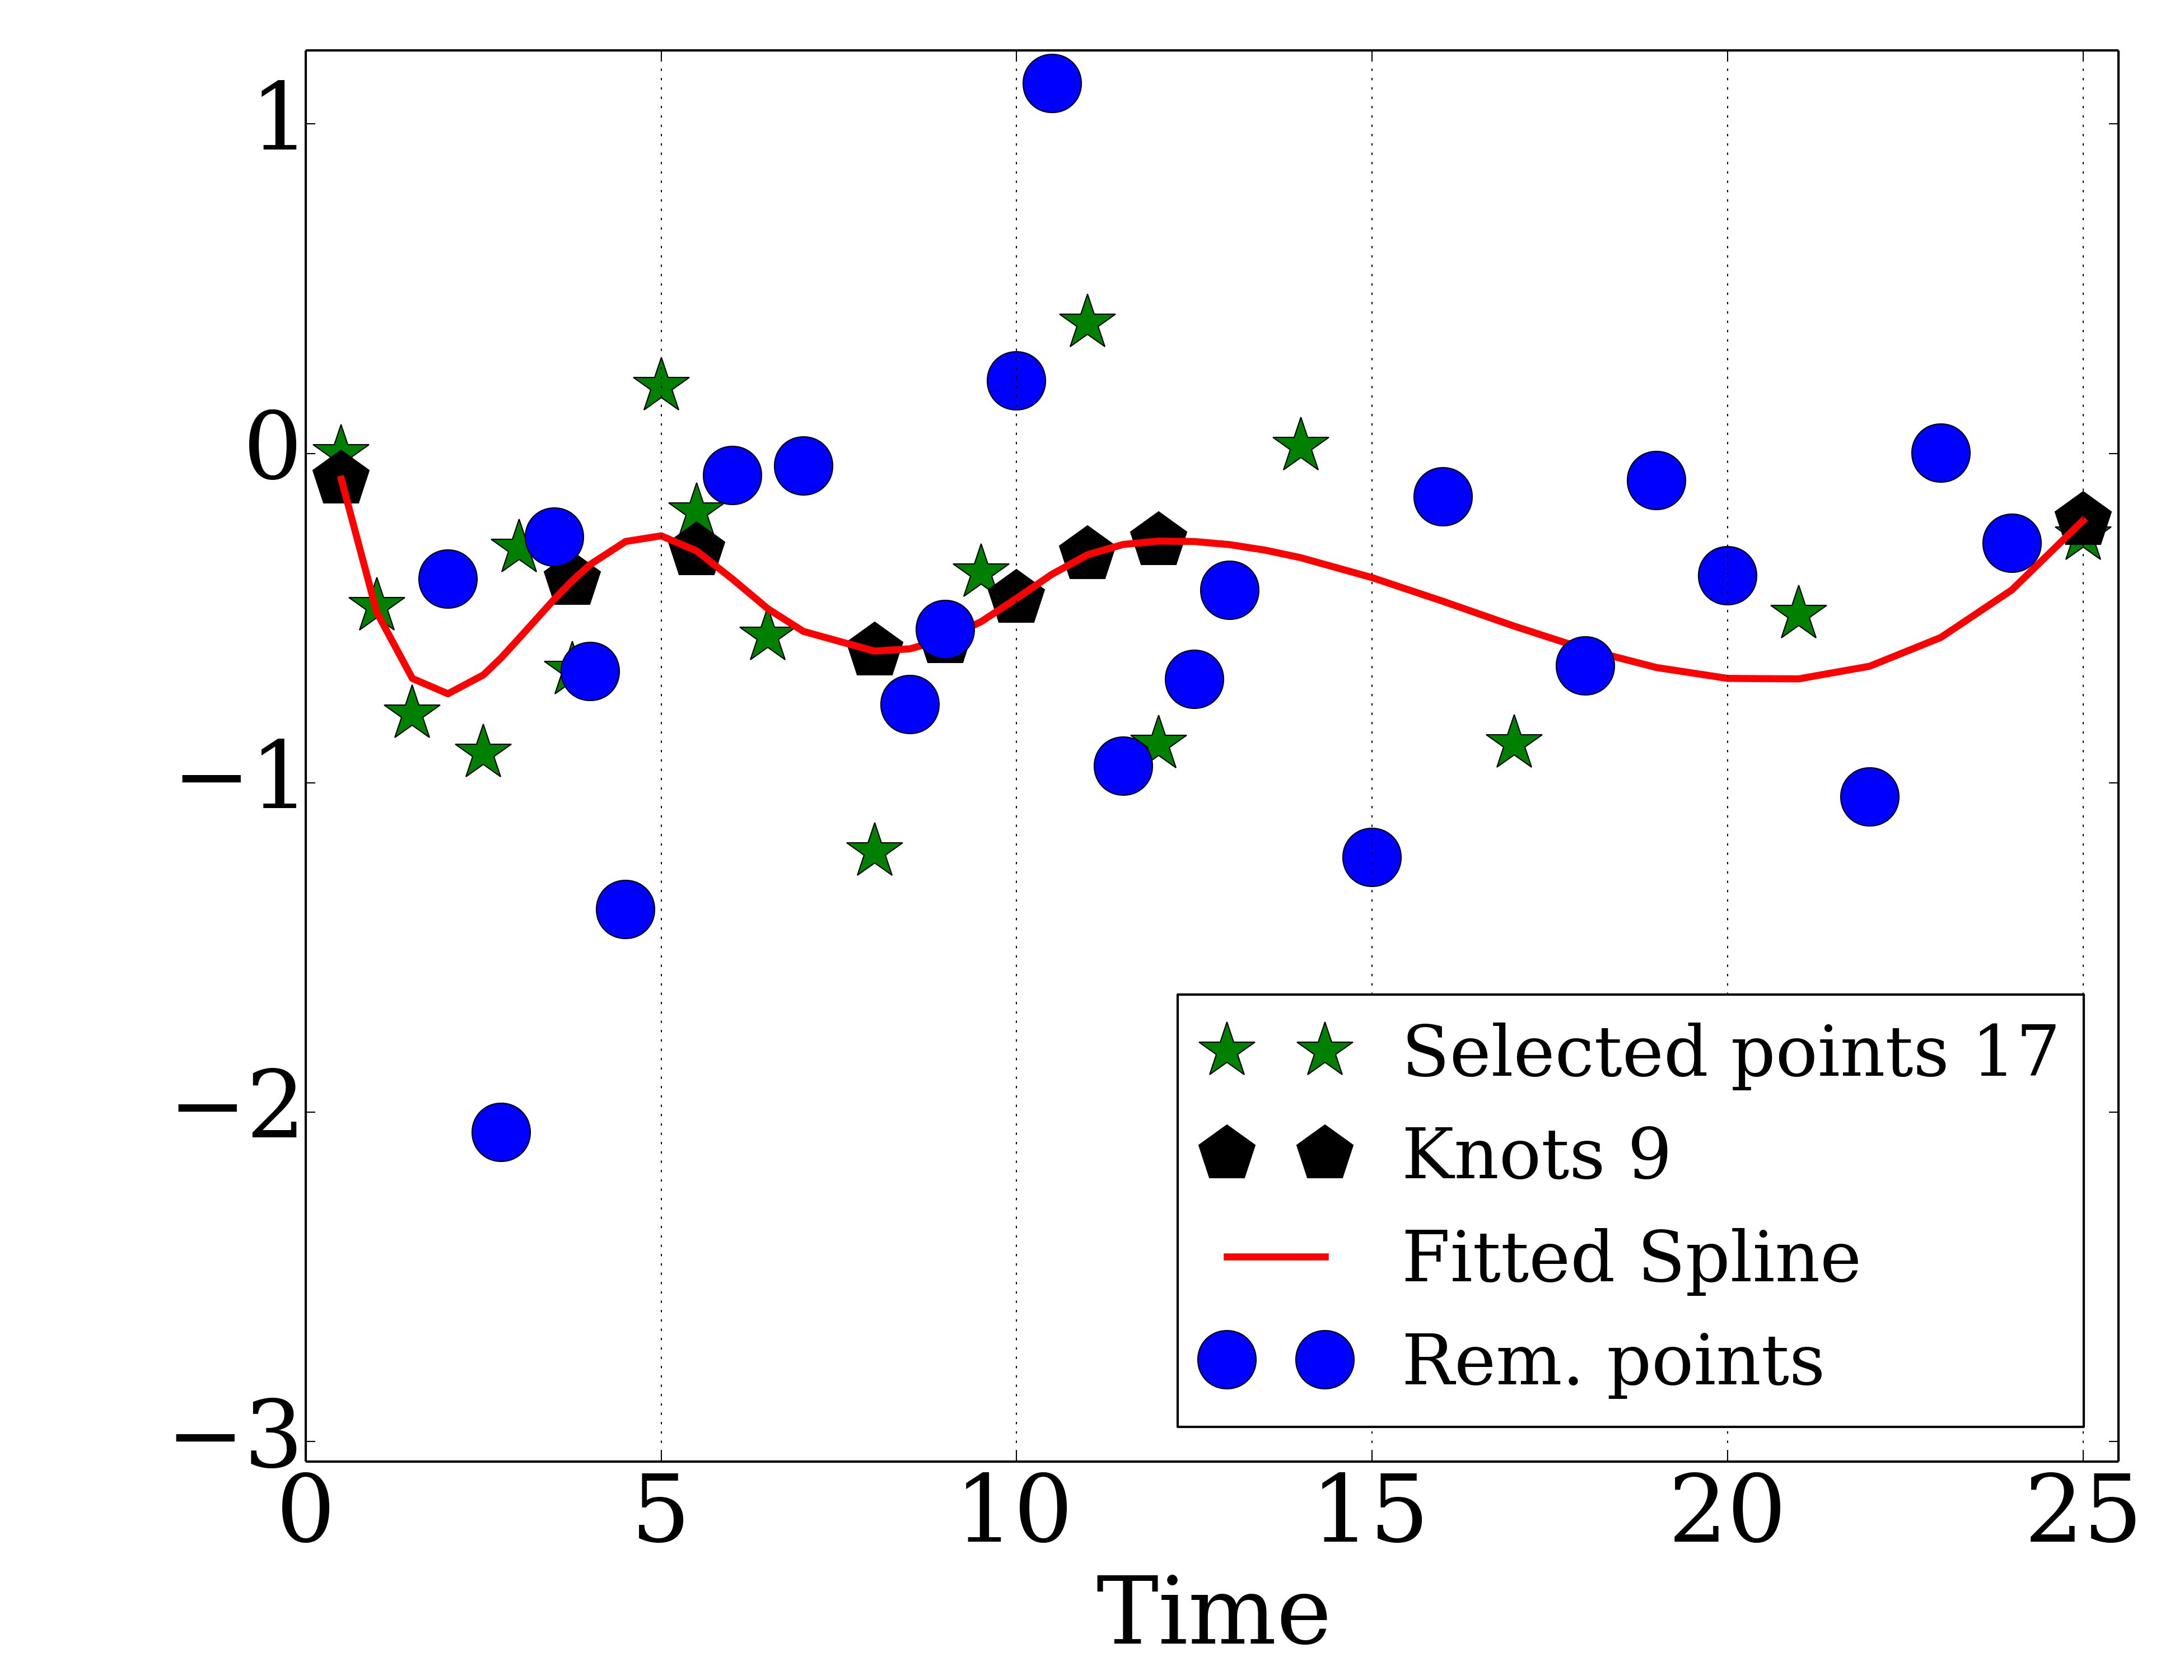 1
0
−1
−2
−3
0 5 10 15 20 25
Time
Selected points 17
Knots 9
Fitted Spline
Rem. points